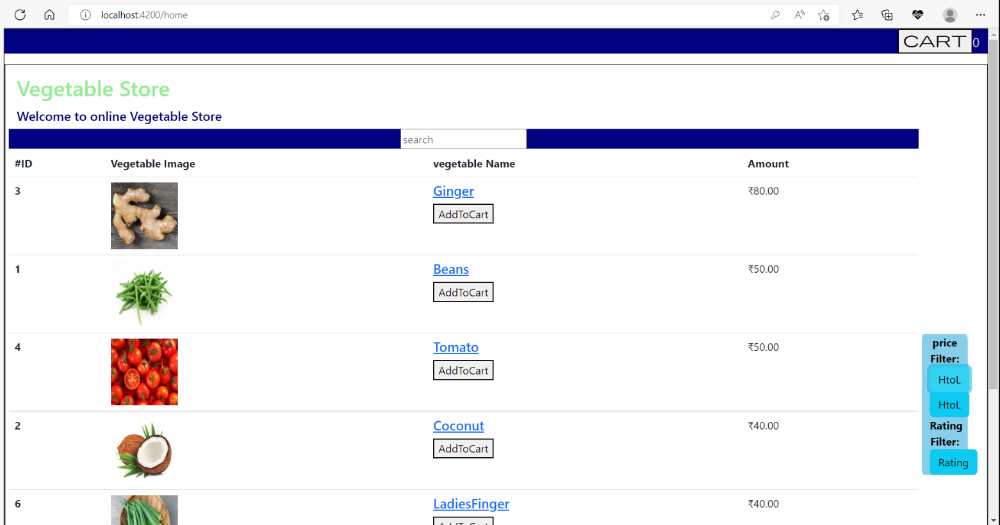 localhost:4200/home
CART 0
Vegetable Store
Welcome to online Vegetable Store
search
#ID Vegetable Image vegetable Name Amount
3 Ginger ₹80.00
AddToCart
1 Beans ₹50.00
AddToCart
4 Tomato ₹50.00
AddToCart
2 Coconut ₹40.00
AddToCart
6 LadiesFinger ₹40.00
AddToCart
price
Filter:
HtoL
HtoL
Rating
Filter:
Rating